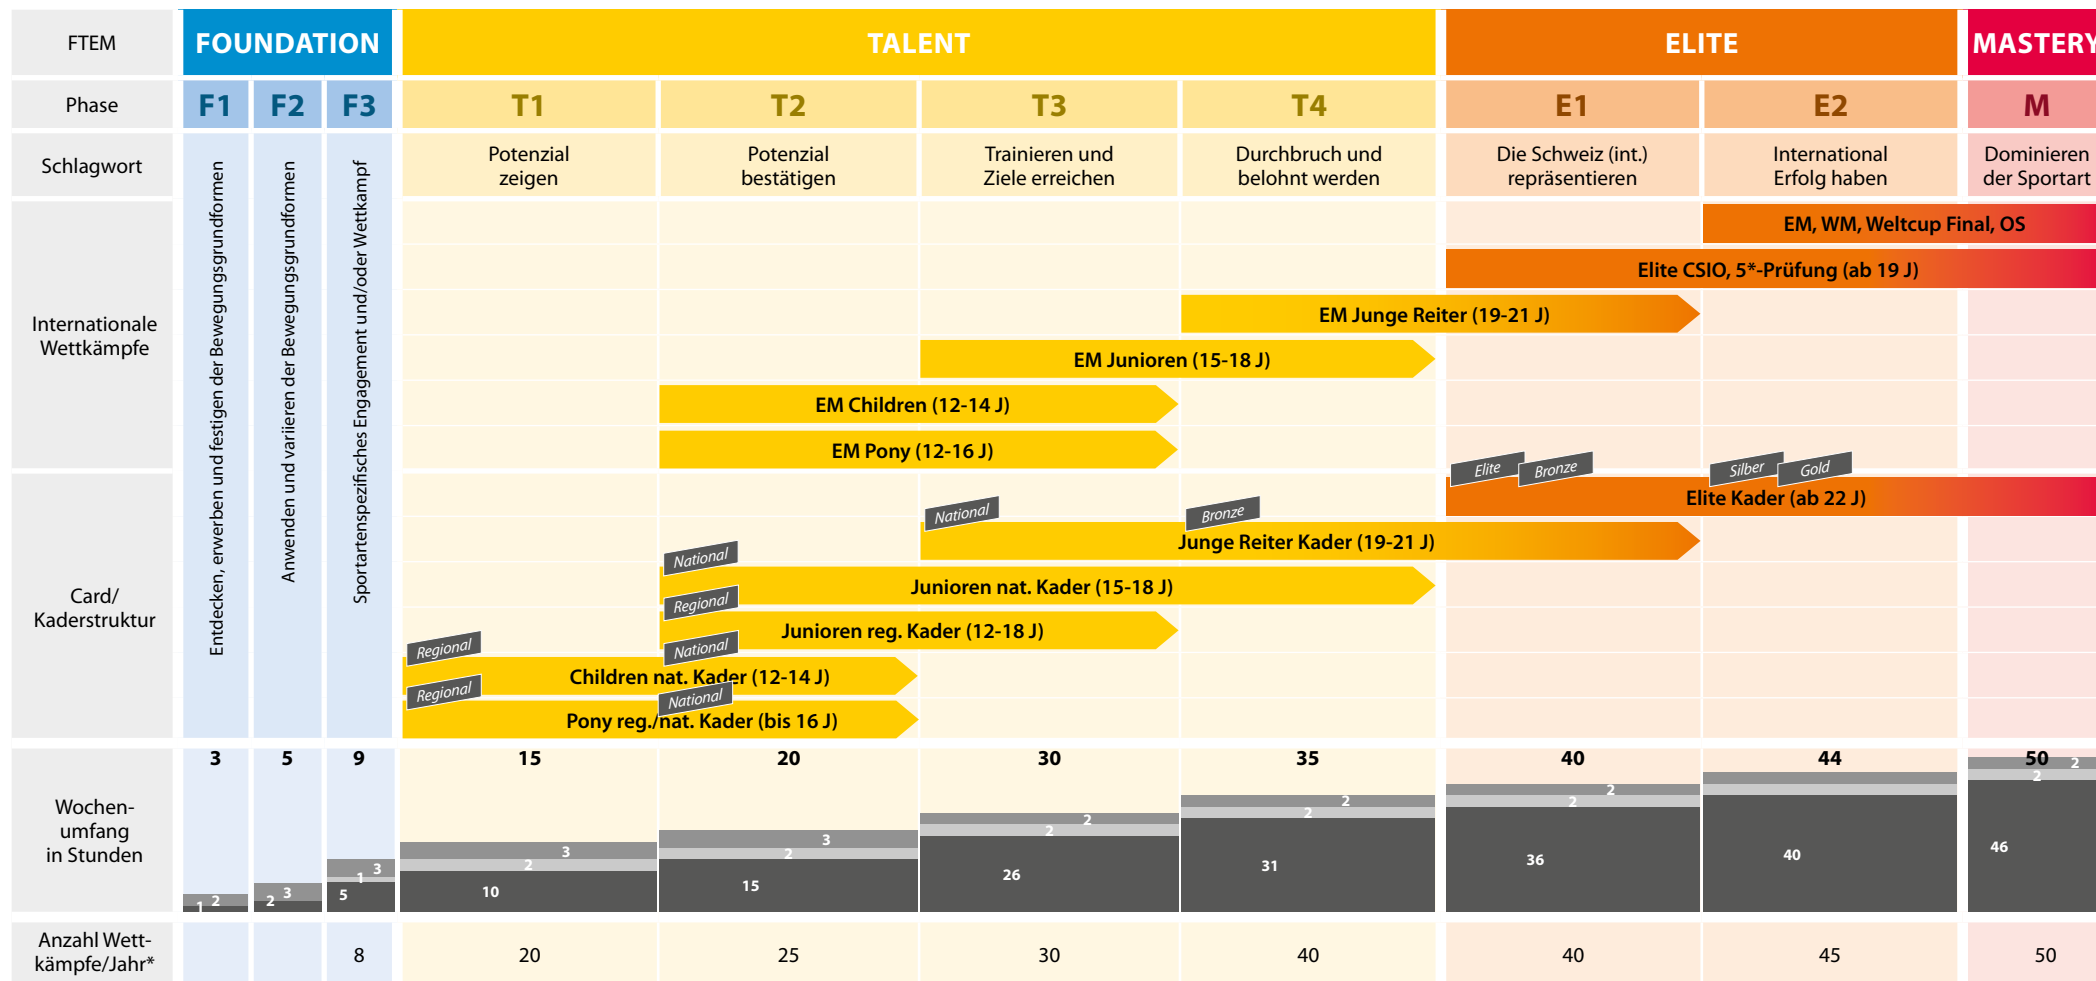 FTEM
FOUNDATION
TALENT
ELITE
MASTERY
Phase
F1
F2
F3
T1
T2
T3
T4
E1
E2
M
Schlagwort
Entdecken, erwerben und festigen der Bewegungsgrundformen
Anwenden und variieren der Bewegungsgrundformen
Sportartenspezifisches Engagement und/oder Wettkampf
Potenzial
zeigen
Potenzial
bestätigen
Trainieren und
Ziele erreichen
Durchbruch und
belohnt werden
Die Schweiz (int.)
repräsentieren
International
Erfolg haben
Dominieren
der Sportart
Internationale
Wettkämpfe
EM, WM, Weltcup Final, OS
Elite CSIO, 5*-Prüfung (ab 19 J)
EM Junge Reiter (19-21 J)
EM Junioren (15-18 J)
EM Children (12-14 J)
EM Pony (12-16 J)
Card/
Kaderstruktur
Elite
Bronze
Silber
Gold
Elite Kader (ab 22 J)
National
Bronze
Junge Reiter Kader (19-21 J)
National
Junioren nat. Kader (15-18 J)
Regional
Junioren reg. Kader (12-18 J)
Regional
National
Children nat. Kader (12-14 J)
Regional
National
Pony reg./nat. Kader (bis 16 J)
Wochen-
umfang
in Stunden
3
5
9
15
20
30
35
40
44
50
2
1
3
2
3
1
5
3
2
10
3
2
15
2
2
26
2
2
31
2
2
36
40
2
2
46
Anzahl Wett-
kämpfe/Jahr*
8
20
25
30
40
40
45
50